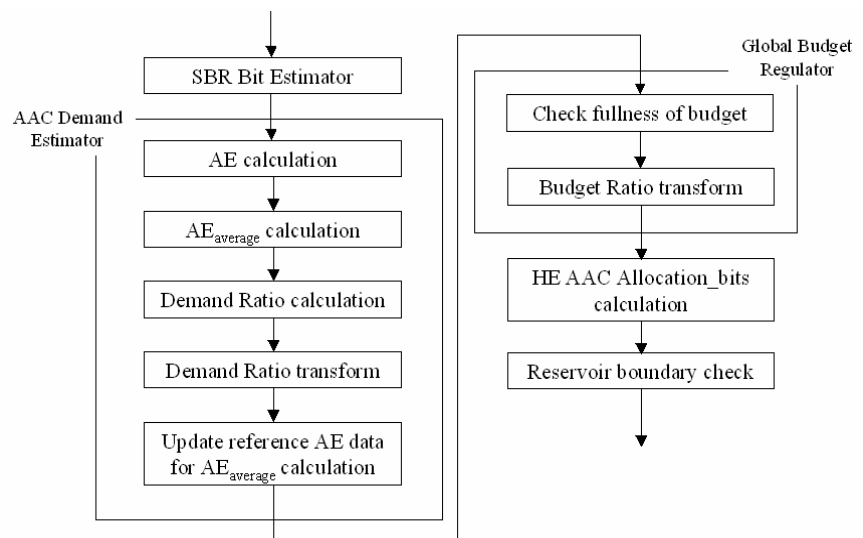 SBR Bit Estimator
AAC Demand
Estimator
AE calculation
AEaverage calculation
Demand Ratio calculation
Demand Ratio transform
Update reference AE data
for AEaverage calculation
Global Budget
Regulator
Check fullness of budget
Budget Ratio transform
HE AAC Allocation_bits
calculation
Reservoir boundary check